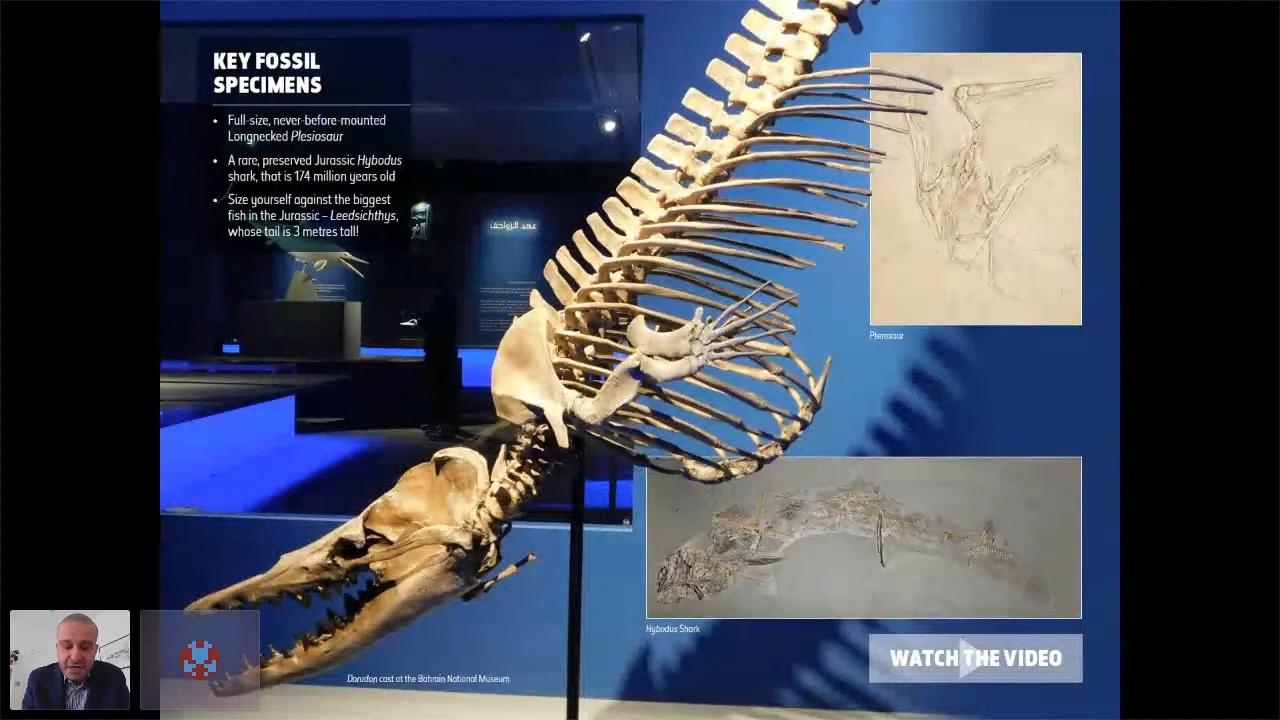 KEY FOSSIL
SPECIMENS
• Full-size, never-before-mounted
Longnecked Plesiosaur
• A rare, preserved Jurassic Hybodus
shark, that is 174 million years old
• Size yourself against the biggest
fish in the Jurassic – Leedsichthys,
whose tail is 3 metres tall!
عهد الزواحف
Pterosaur
Hybodus Shark
WATCH THE VIDEO
Dorudon cast at the Bahrain National Museum